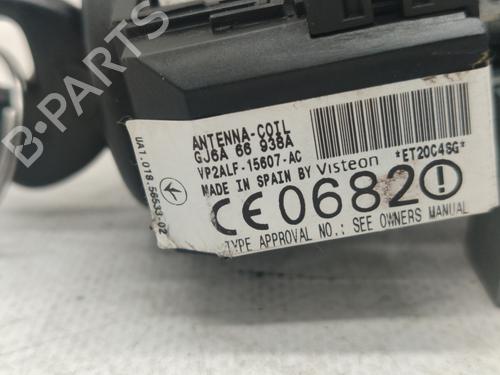 ANTENNA-COIL
GJ6A 66 938A
VP2ALF-15607-AC
MADE IN SPAIN BY Visteon
*ET20C4SG*
CE0682
TYPE APPROVAL NO.: SEE OWNERS MANUAL
UA1.018.56533-02
B-PARTS